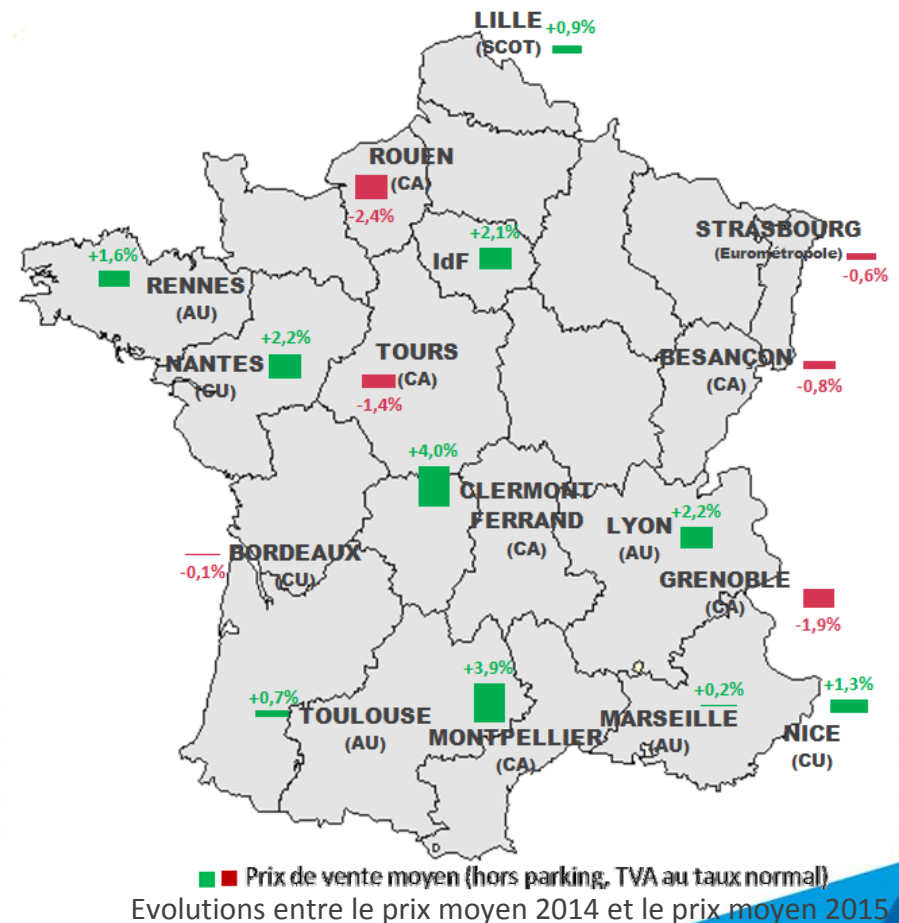 LILLE +0,9%
(SCOT)
ROUEN
(CA)
-2,4%
+2,1%
IdF
STRASBOURG
(Eurométropole)
-0,6%
+1,6%
RENNES
(AU)
+2,2%
NANTES
(CU)
TOURS
(CA)
-1,4%
BESANÇON
(CA)
-0,8%
+4,0%
CLERMONT
FERRAND
(CA)
+2,2%
LYON
(AU)
BORDEAUX
-0,1%
(CU)
GRENOBLE
(CA)
-1,9%
+3,9%
+0,7%
TOULOUSE
(AU)
MONTPELLIER
(CA)
+0,2%
MARSEILLE
(AU)
+1,3%
NICE
(CU)
Prix de vente moyen (hors parking, TVA au taux normal)
Evolutions entre le prix moyen 2014 et le prix moyen 2015